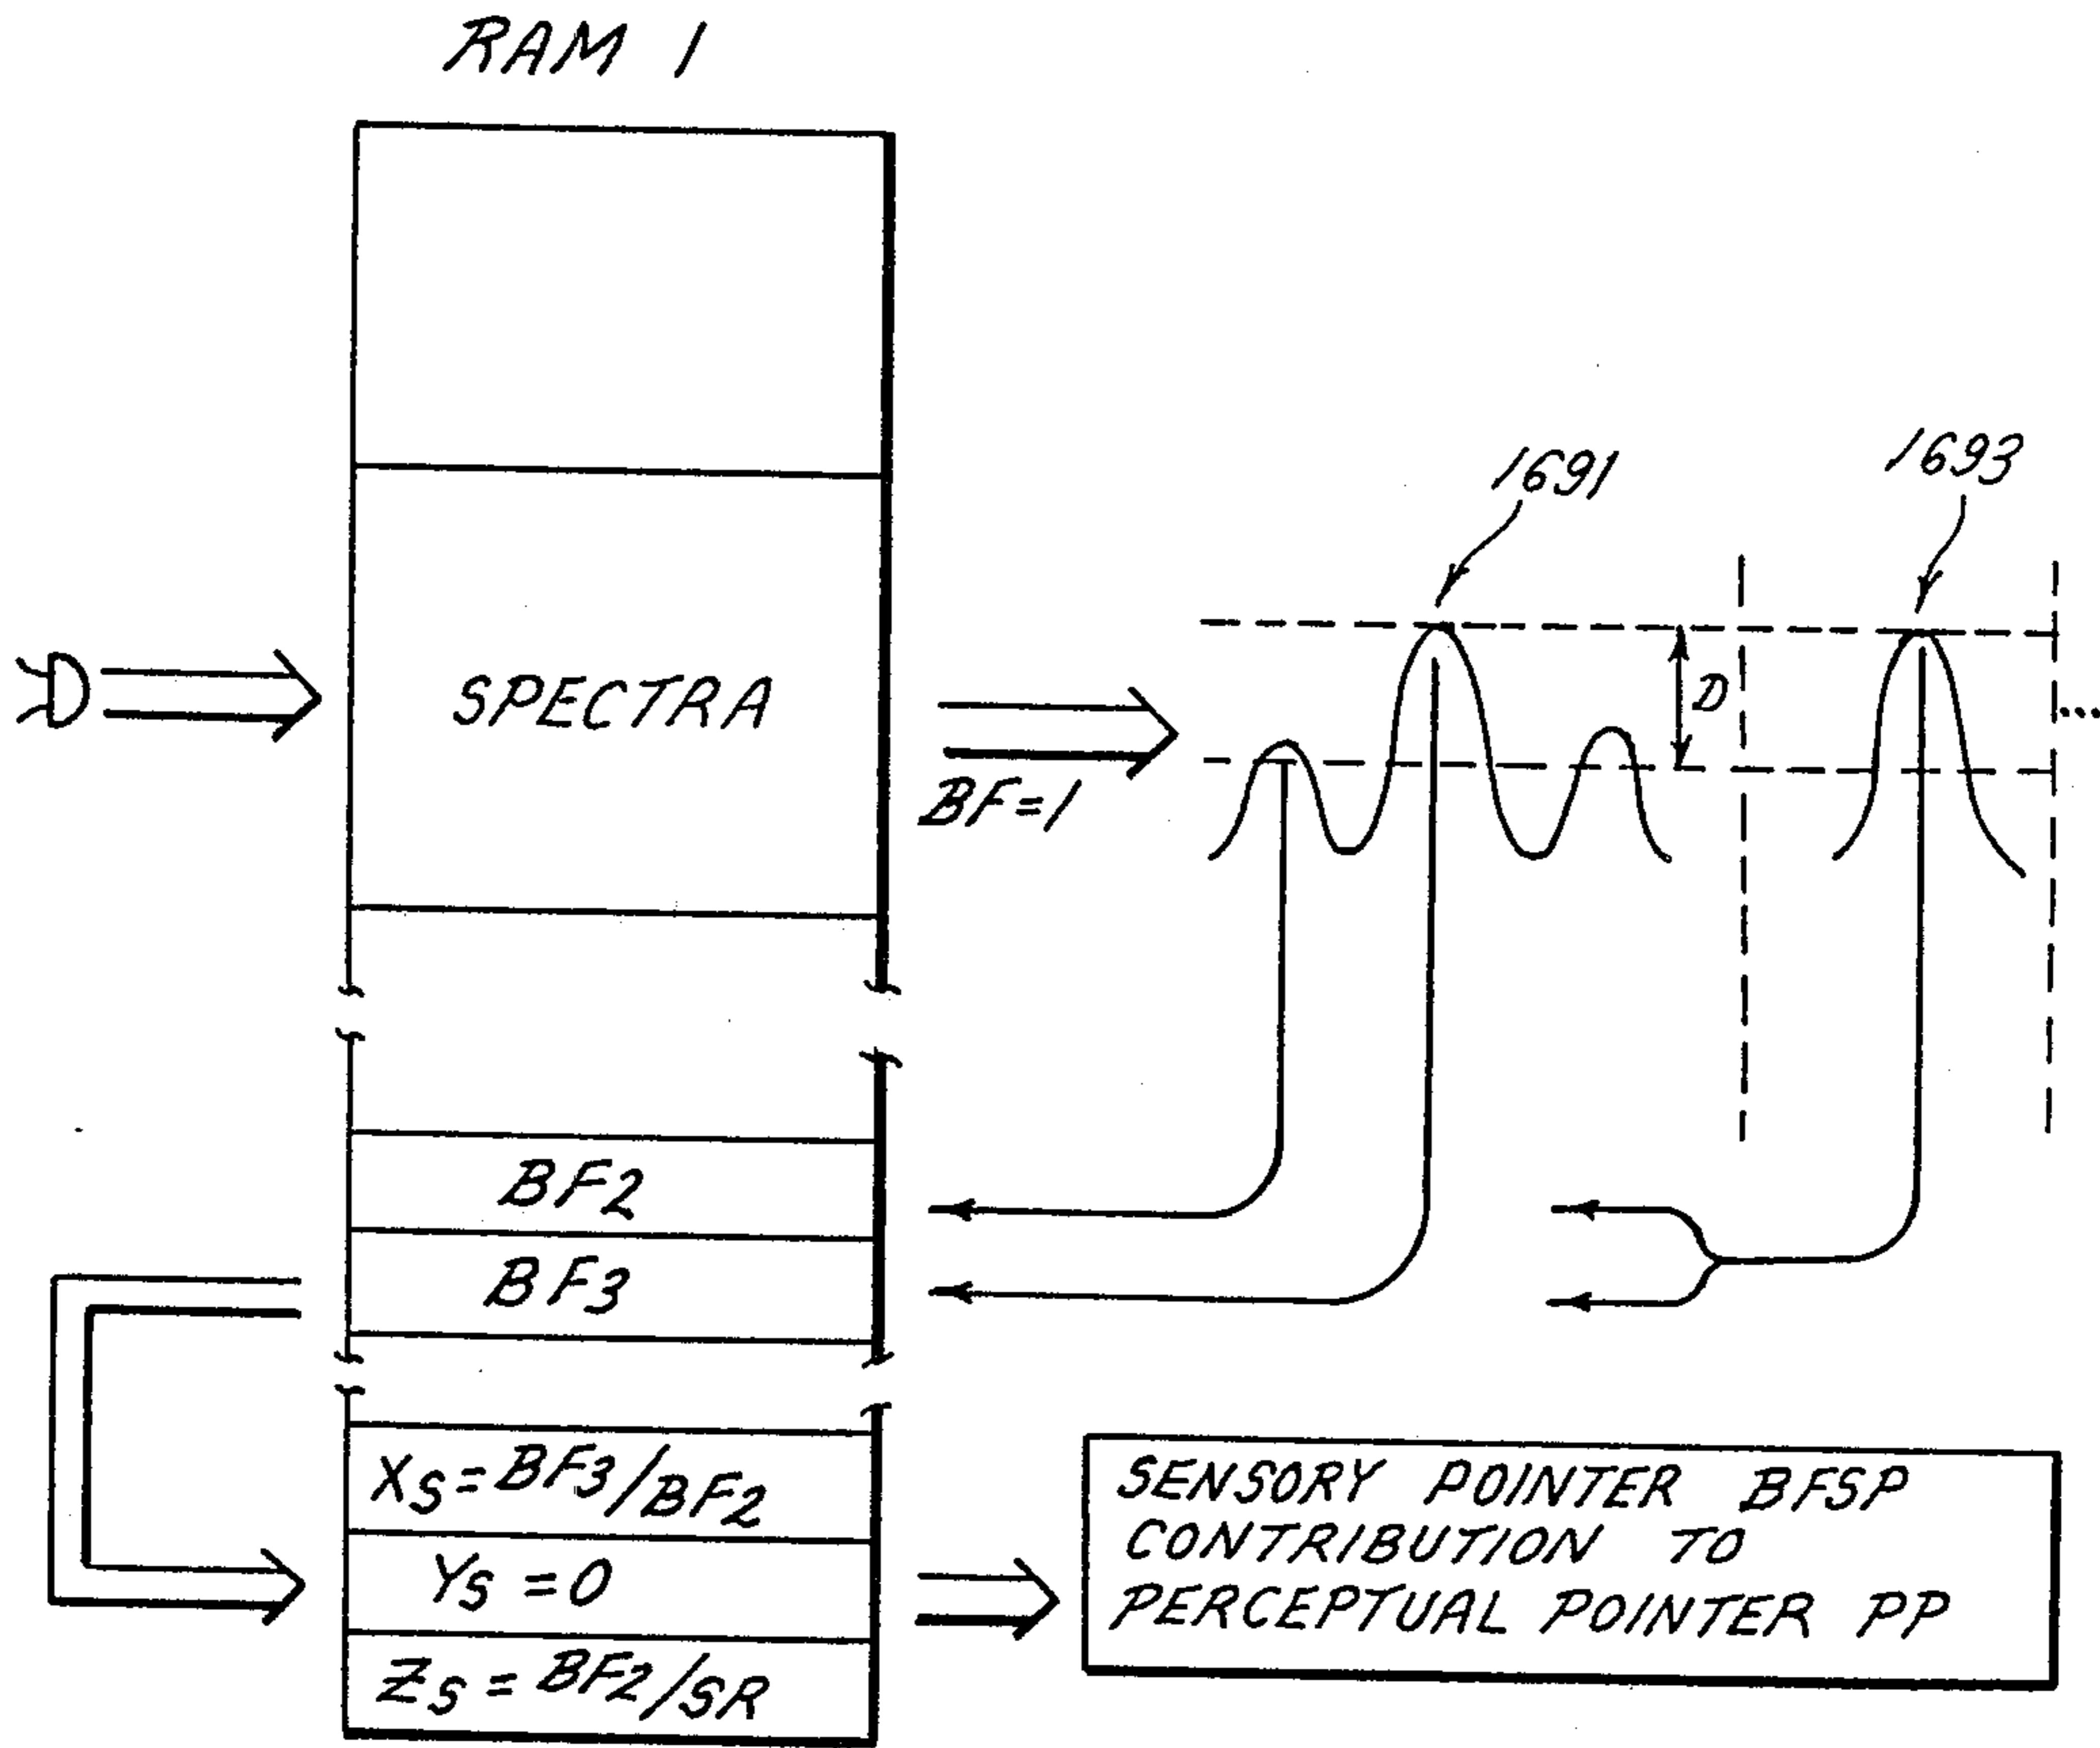 RAM 1
1691
1693
SPECTRA
D
...
BF=1
BF2
BF3
XS=BF3/BF2
YS=0
ZS=BF2/SR
SENSORY POINTER BFSP
CONTRIBUTION TO
PERCEPTUAL POINTER PP